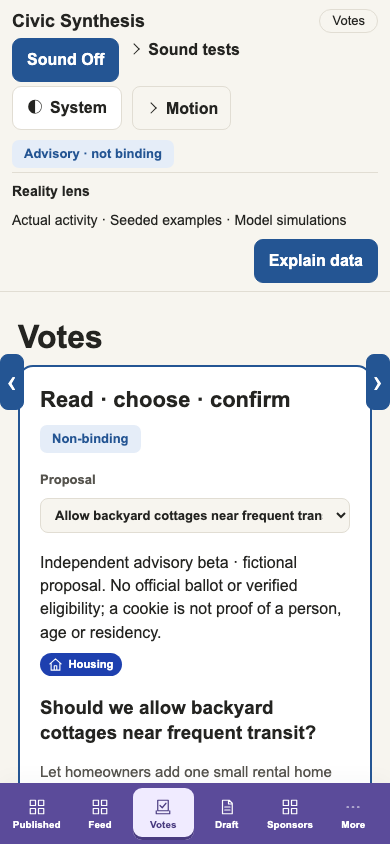 Civic Synthesis
Votes
Sound Off
Sound tests
System
Motion
Advisory · not binding
Reality lens
Actual activity · Seeded examples · Model simulations
Explain data
Votes
Read · choose · confirm
Non-binding
Proposal
Allow backyard cottages near frequent tran
Independent advisory beta · fictional
proposal. No official ballot or verified
eligibility; a cookie is not proof of a person,
age or residency.
Housing
Should we allow backyard
cottages near frequent transit?
Let homeowners add one small rental home
Published
Feed
Votes
Draft
Sponsors
More